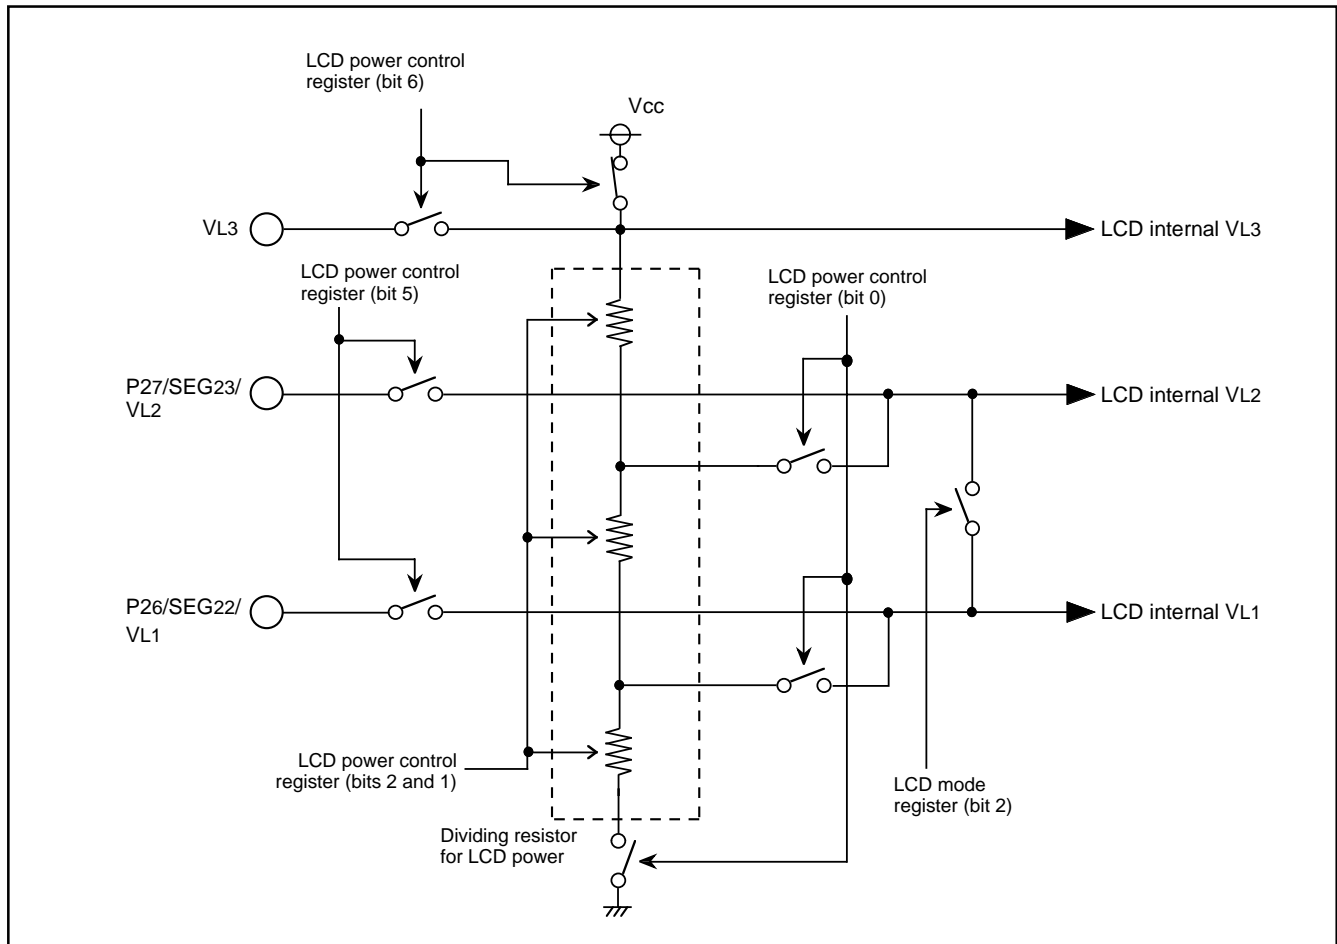 LCD power control
register (bit 6)
Vcc
VL3
LCD internal VL3
LCD power control
register (bit 5)
LCD power control
register (bit 0)
P27/SEG23/
VL2
LCD internal VL2
P26/SEG22/
VL1
LCD internal VL1
LCD power control
register (bits 2 and 1)
LCD mode
register (bit 2)
Dividing resistor
for LCD power